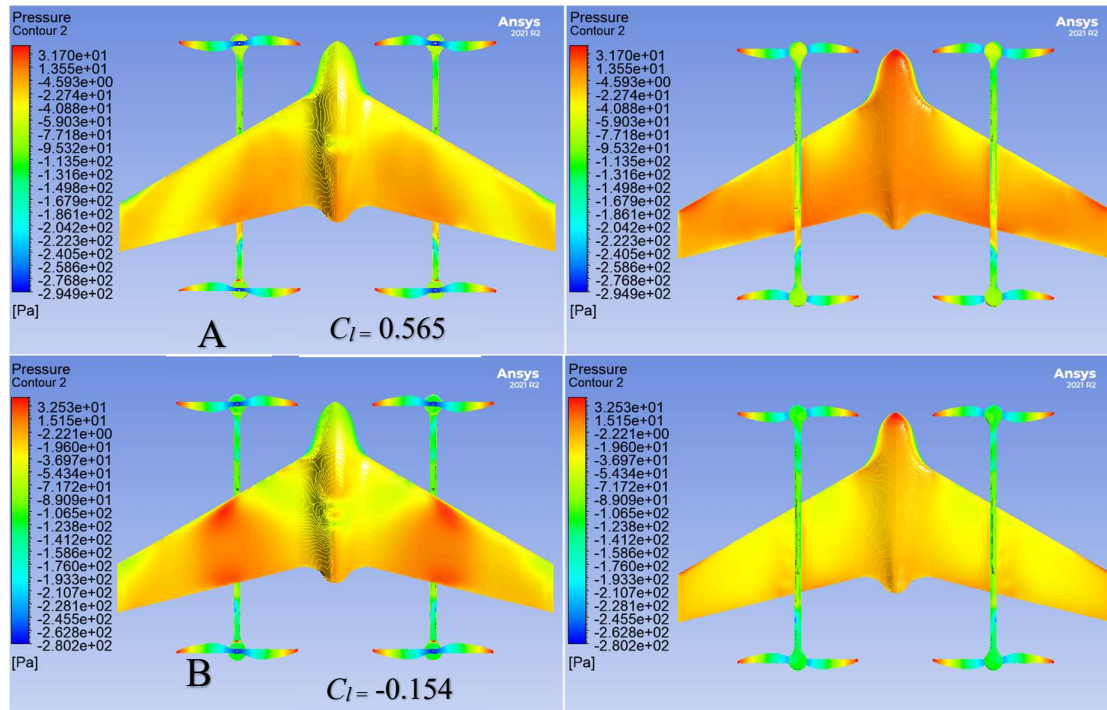 Pressure
Contour 2
Ansys
2021 R2
3.170e+01
1.355e+01
-4.593e+00
-2.274e+01
-4.088e+01
-5.903e+01
-7.718e+01
-9.532e+01
-1.135e+02
-1.316e+02
-1.498e+02
-1.679e+02
-1.861e+02
-2.042e+02
-2.223e+02
-2.405e+02
-2.586e+02
-2.768e+02
-2.949e+02
[Pa]
A
Cl = 0.565
Pressure
Contour 2
Ansys
2021 R2
3.170e+01
1.355e+01
-4.593e+00
-2.274e+01
-4.088e+01
-5.903e+01
-7.718e+01
-9.532e+01
-1.135e+02
-1.316e+02
-1.498e+02
-1.679e+02
-1.861e+02
-2.042e+02
-2.223e+02
-2.405e+02
-2.586e+02
-2.768e+02
-2.949e+02
[Pa]
Pressure
Contour 2
Ansys
2021 R2
3.253e+01
1.515e+01
-2.221e+00
-1.960e+01
-3.697e+01
-5.434e+01
-7.171e+01
-8.909e+01
-1.065e+02
-1.238e+02
-1.412e+02
-1.586e+02
-1.760e+02
-1.933e+02
-2.107e+02
-2.281e+02
-2.455e+02
-2.628e+02
-2.802e+02
[Pa]
B
Cl = -0.154
Pressure
Contour 2
Ansys
2021 R2
3.253e+01
1.515e+01
-2.221e+00
-1.960e+01
-3.697e+01
-5.434e+01
-7.171e+01
-8.909e+01
-1.065e+02
-1.238e+02
-1.412e+02
-1.586e+02
-1.760e+02
-1.933e+02
-2.107e+02
-2.281e+02
-2.455e+02
-2.628e+02
-2.802e+02
[Pa]